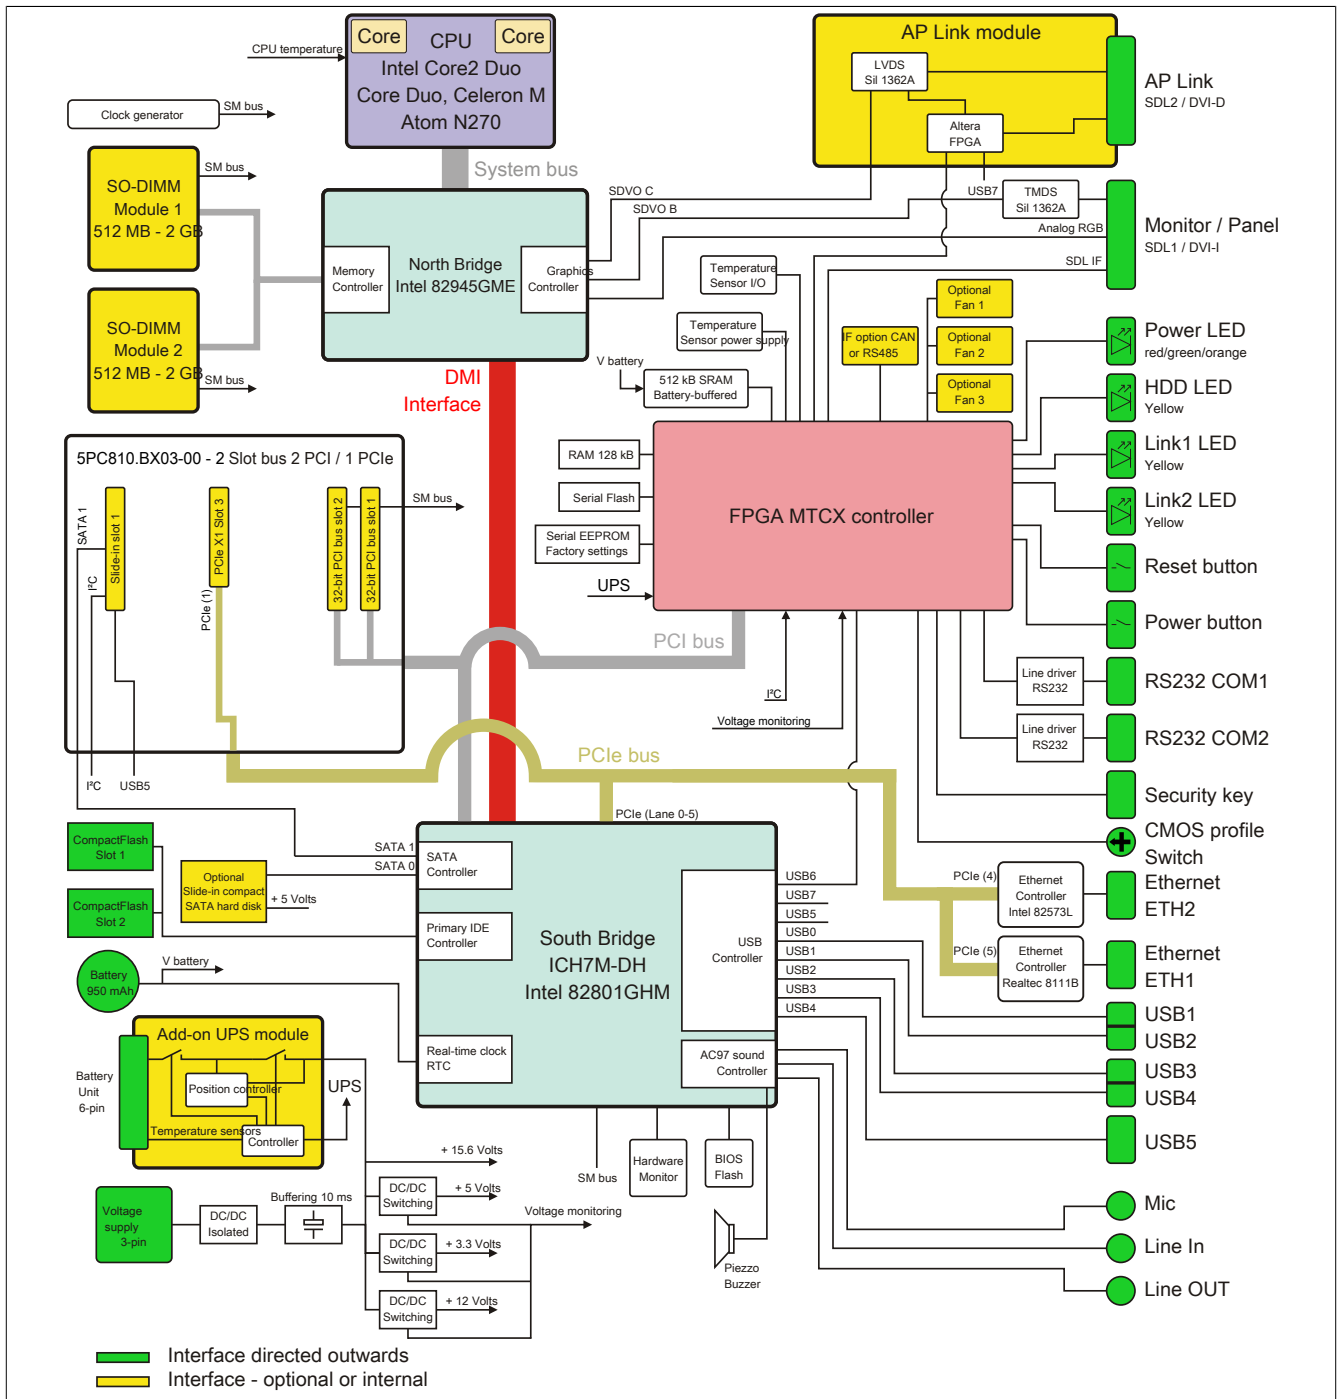 Core
Core
CPU
Intel Core2 Duo
Core Duo, Celeron M
Atom N270
CPU temperature
Clock generator
SM bus
System bus
SO-DIMM
Module 1
512 MB - 2 GB
SM bus
SO-DIMM
Module 2
512 MB - 2 GB
SM bus
Memory
Controller
North Bridge
Intel 82945GME
Graphics
Controller
DMI
Interface
AP Link module
LVDS
Sil 1362A
Altera
FPGA
AP Link
SDL2 / DVI-D
SDVO C
SDVO B
USB7
TMDS
Sil 1362A
Analog RGB
SDL IF
Monitor / Panel
SDL1 / DVI-I
Temperature
Sensor I/O
Temperature
Sensor power supply
V battery
512 kB SRAM
Battery-buffered
IF option CAN
or RS485
Optional
Fan 1
Optional
Fan 2
Optional
Fan 3
Power LED
red/green/orange
HDD LED
Yellow
Link1 LED
Yellow
Link2 LED
Yellow
Reset button
Power button
RAM 128 kB
Serial Flash
Serial EEPROM
Factory settings
UPS
FPGA MTCX controller
5PC810.BX03-00 - 2 Slot bus 2 PCI / 1 PCIe
SATA 1
Slide-in slot 1
I²C
PCIe X1 Slot 3
PCIe (1)
32-bit PCI bus slot 2
32-bit PCI bus slot 1
SM bus
I²C
USB5
PCI bus
I²C
Voltage monitoring
Line driver
RS232
RS232 COM1
Line driver
RS232
RS232 COM2
Security key
CMOS profile
Switch
PCIe bus
PCIe (Lane 0-5)
CompactFlash
Slot 1
CompactFlash
Slot 2
Optional
Slide-in compact
SATA hard disk
+ 5 Volts
SATA 1
SATA 0
SATA
Controller
Primary IDE
Controller
Battery
950 mAh
V battery
Real-time clock
RTC
South Bridge
ICH7M-DH
Intel 82801GHM
USB
Controller
AC97 sound
Controller
USB6
USB7
USB5
USB0
USB1
USB2
USB3
USB4
PCIe (4)
Ethernet
Controller
Intel 82573L
Ethernet
ETH2
PCIe (5)
Ethernet
Controller
Realtec 8111B
Ethernet
ETH1
USB1
USB2
USB3
USB4
USB5
Mic
Line In
Line OUT
Add-on UPS module
Battery
Unit
6-pin
Position controller
Temperature sensors
Controller
UPS
Voltage
supply
3-pin
DC/DC
Isolated
Buffering 10 ms
+ 15.6 Volts
DC/DC
Switching
+ 5 Volts
DC/DC
Switching
+ 3.3 Volts
DC/DC
Switching
+ 12 Volts
Voltage monitoring
SM bus
Hardware
Monitor
BIOS
Flash
Piezzo
Buzzer
Interface directed outwards
Interface - optional or internal